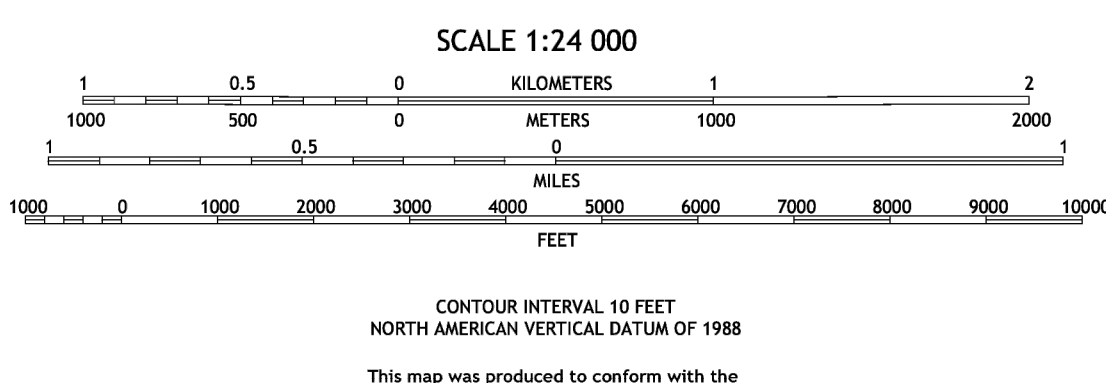 SCALE 1:24 000
1 0.5 0 KILOMETERS 1 2
1000 500 0 METERS 1000 2000
1 0.5 0 1
MILES
1000 0 1000 2000 3000 4000 5000 6000 7000 8000 9000 10000
FEET
CONTOUR INTERVAL 10 FEET
NORTH AMERICAN VERTICAL DATUM OF 1988
This map was produced to conform with the